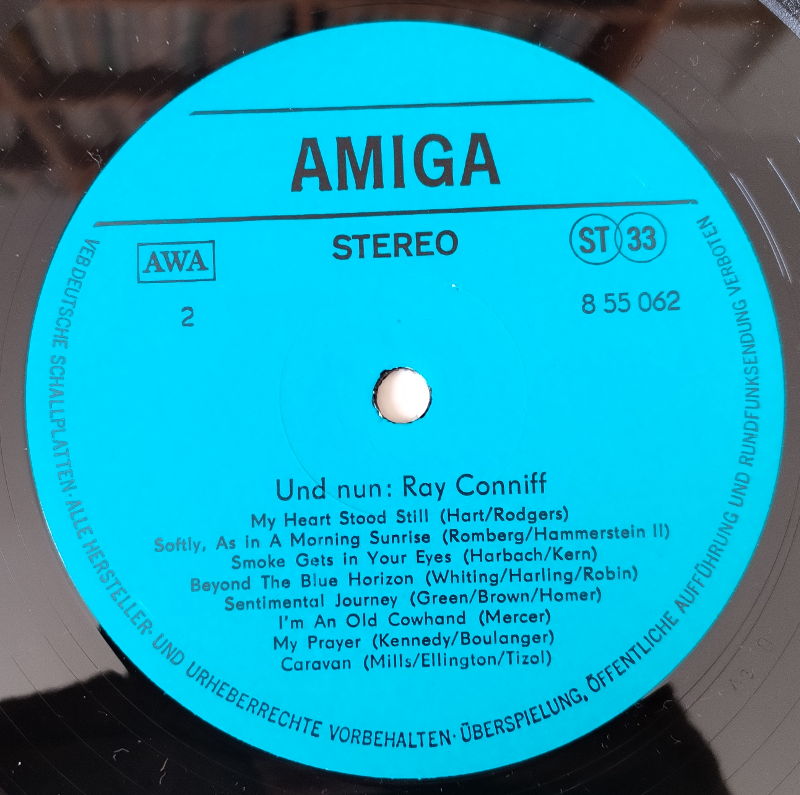 AMIGA
STEREO
AWA
ST 33
2
8 55 062
Und nun: Ray Conniff
My Heart Stood Still (Hart/Rodgers)
Softly, As in A Morning Sunrise (Romberg/Hammerstein II)
Smoke Gets in Your Eyes (Harbach/Kern)
Beyond The Blue Horizon (Whiting/Harling/Robin)
Sentimental Journey (Green/Brown/Homer)
I'm An Old Cowhand (Mercer)
My Prayer (Kennedy/Boulanger)
Caravan (Mills/Ellington/Tizol)
VEB DEUTSCHE SCHALLPLATTEN · ALLE HERSTELLER- UND URHEBERRECHTE VORBEHALTEN · ÜBERSPIELUNG, ÖFFENTLICHE AUFFÜHRUNG UND RUNDFUNKSENDUNG VERBOTEN